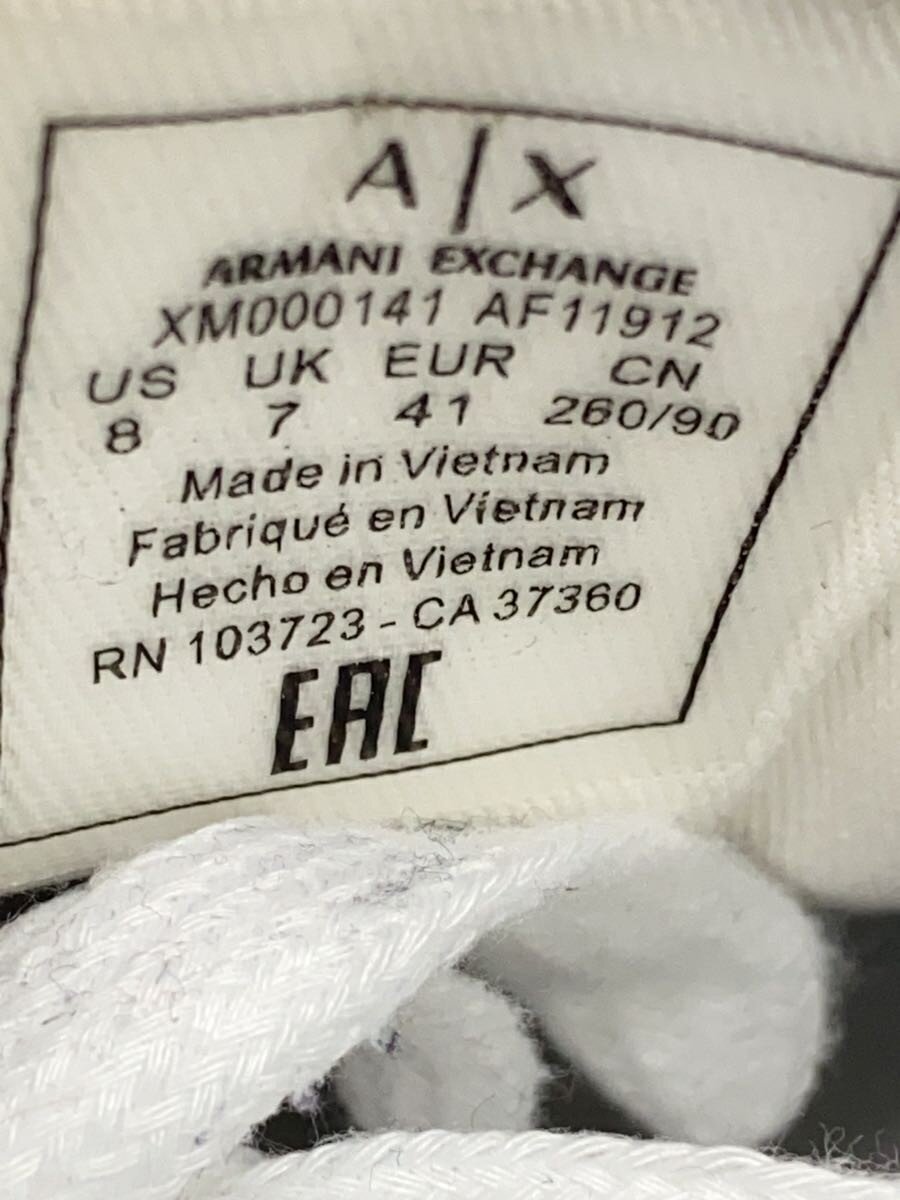 A|X
ARMANI EXCHANGE
XM000141 AF11912
US UK EUR CN
8 7 41 260/90
Made in Vietnam
Fabriqué en Vietnam
Hecho en Vietnam
RN 103723 - CA 37360
EAC